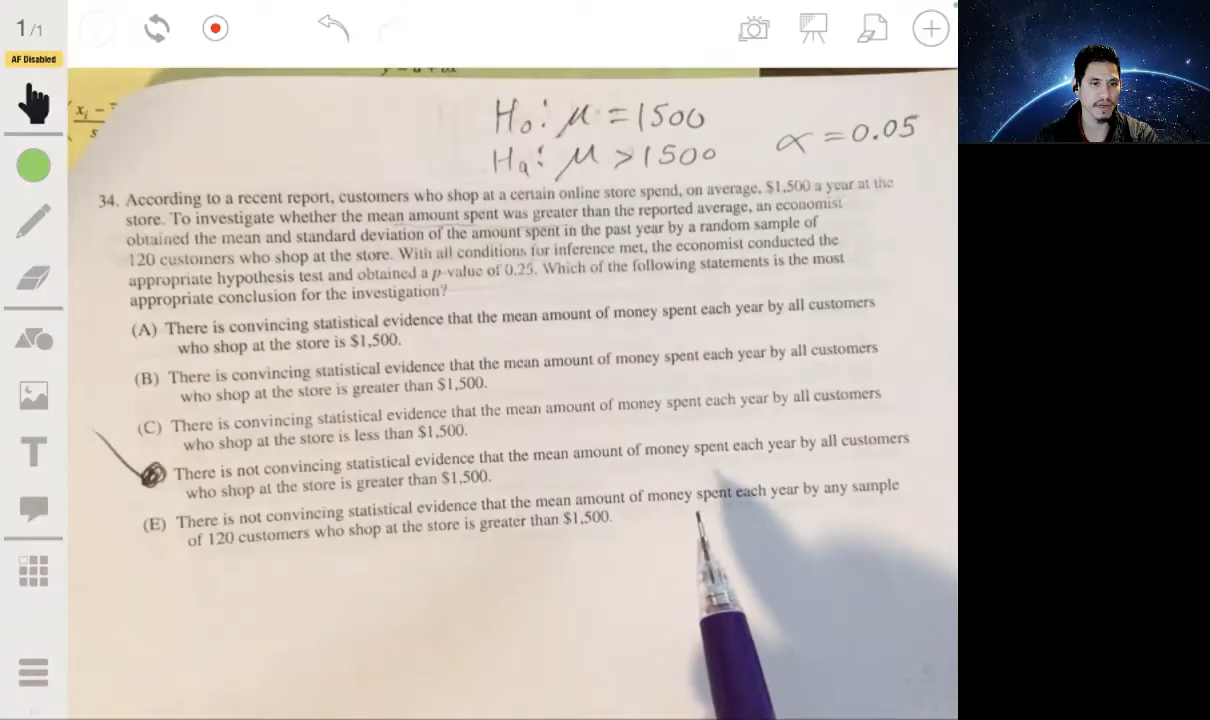 1/1
AF Disabled
H₀: μ = 1500
Hₐ: μ > 1500
α = 0.05
34. According to a recent report, customers who shop at a certain online store spend, on average, $1,500 a year at the
store. To investigate whether the mean amount spent was greater than the reported average, an economist
obtained the mean and standard deviation of the amount spent in the past year by a random sample of
120 customers who shop at the store. With all conditions for inference met, the economist conducted the
appropriate hypothesis test and obtained a p-value of 0.25. Which of the following statements is the most
appropriate conclusion for the investigation?
(A) There is convincing statistical evidence that the mean amount of money spent each year by all customers
who shop at the store is $1,500.
(B) There is convincing statistical evidence that the mean amount of money spent each year by all customers
who shop at the store is greater than $1,500.
(C) There is convincing statistical evidence that the mean amount of money spent each year by all customers
who shop at the store is less than $1,500.
There is not convincing statistical evidence that the mean amount of money spent each year by all customers
who shop at the store is greater than $1,500.
(E) There is not convincing statistical evidence that the mean amount of money spent each year by any sample
of 120 customers who shop at the store is greater than $1,500.